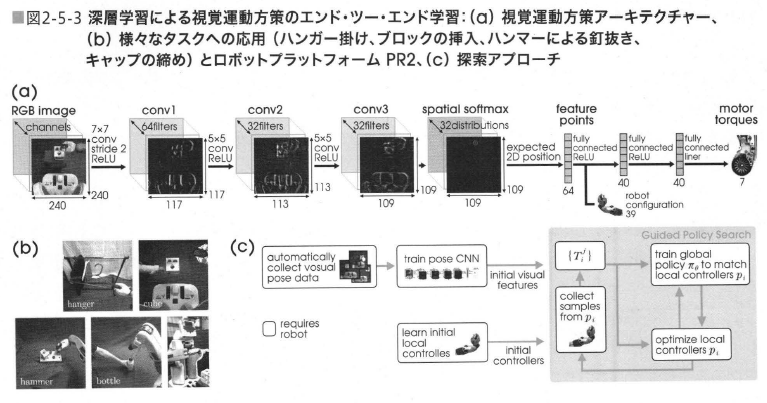 ■図2-5-3 深層学習による視覚運動方策のエンド・ツー・エンド学習：(a) 視覚運動方策アーキテクチャー、
(b) 様々なタスクへの応用（ハンガー掛け、ブロックの挿入、ハンマーによる釘抜き、
キャップの締め）とロボットプラットフォーム PR2、(c) 探索アプローチ
(a)
RGB image
channels
240
240
7×7
conv
stride 2
ReLU
conv1
64filters
117
117
5×5
conv
ReLU
conv2
32filters
113
113
5×5
conv
ReLU
conv3
32filters
109
109
spatial softmax
32distributions
109
109
expected
2D position
feature
points
64
fully
connected
ReLU
robot
configuration
39
40
fully
connected
ReLU
40
fully
connected
liner
motor
torques
7
(b)
hanger
cube
hammer
bottle
(c)
automatically
collect vosual
pose data
requires
robot
train pose CNN
initial visual
features
learn initial
local
controlles
initial
controllers
Guided Policy Search
collect
samples
from pᵢ
train global
policy πθ to match
local controllers pᵢ
optimize local
controllers pᵢ